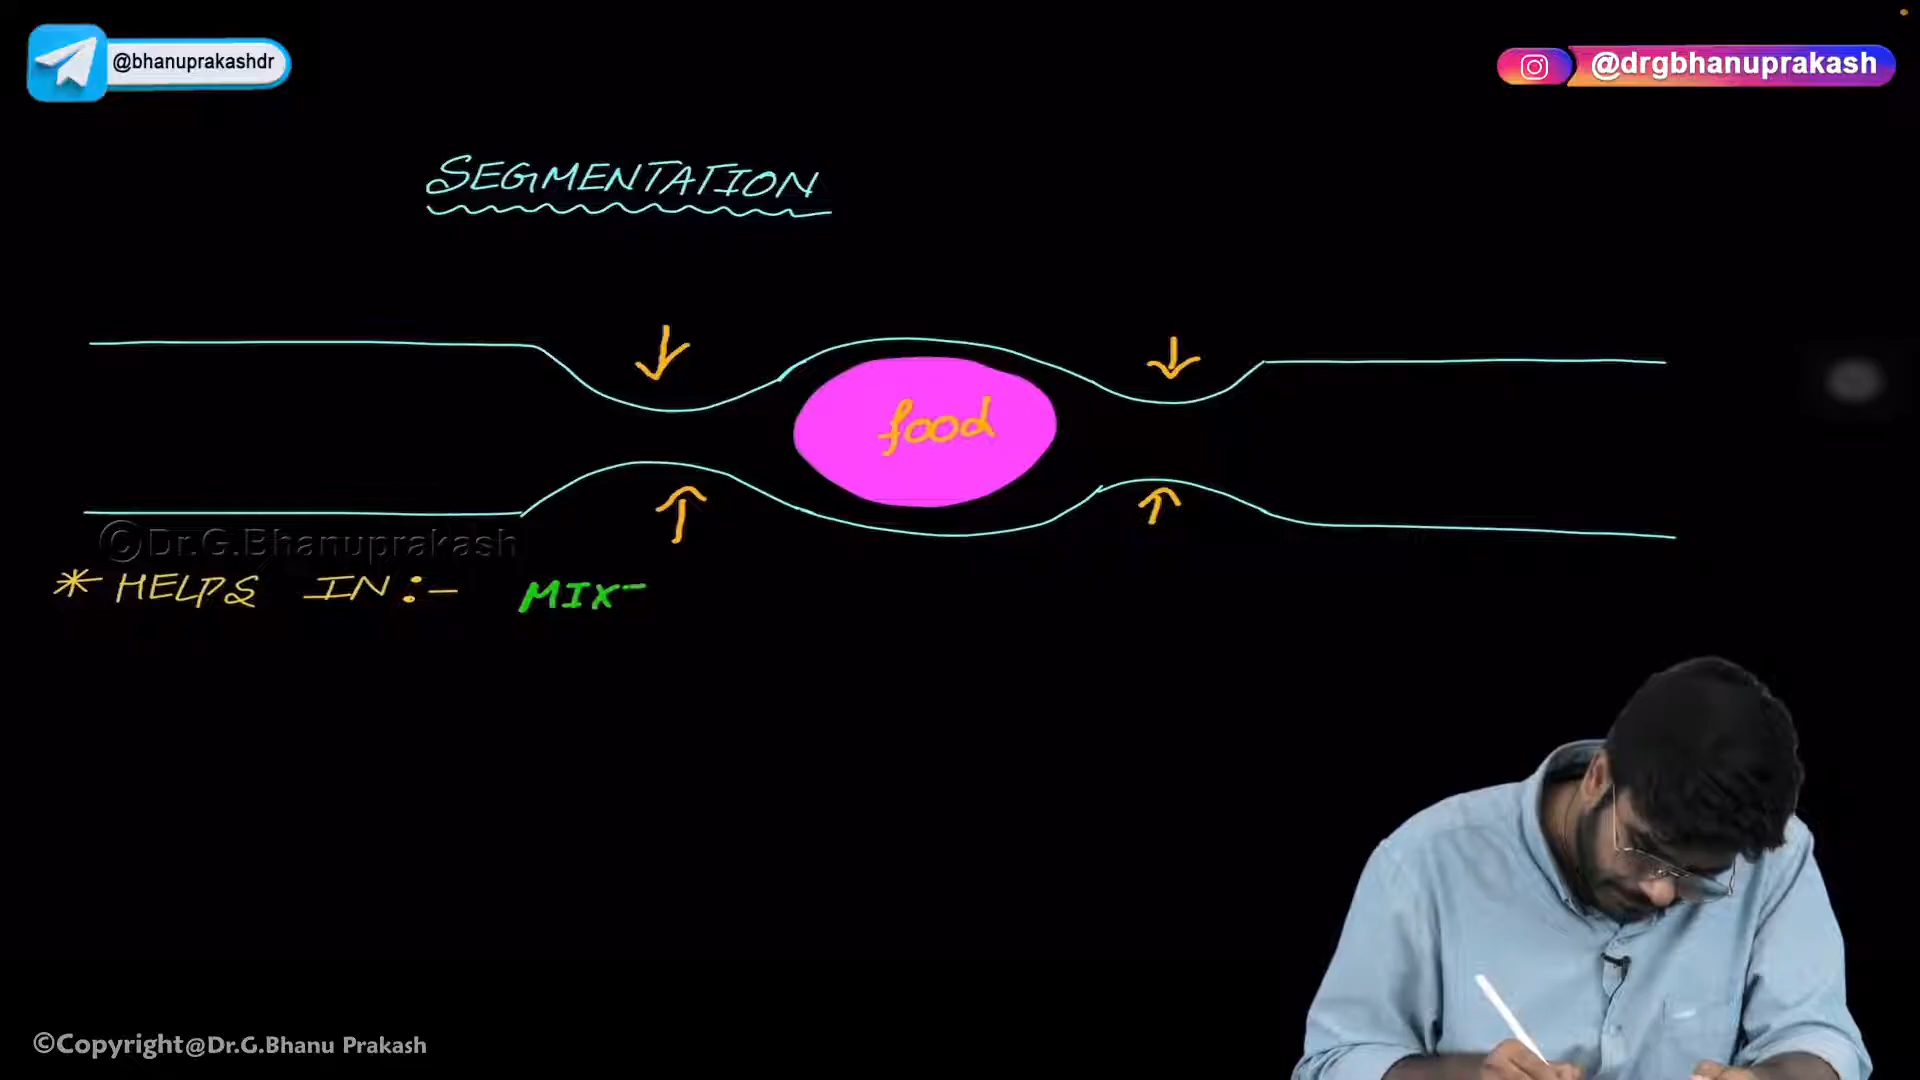 @bhanuprakashdr
@drgbhanuprakash
SEGMENTATION
food
©Dr.G.Bhanuprakash
* HELPS IN:- MIX-
©Copyright@Dr.G.Bhanu Prakash